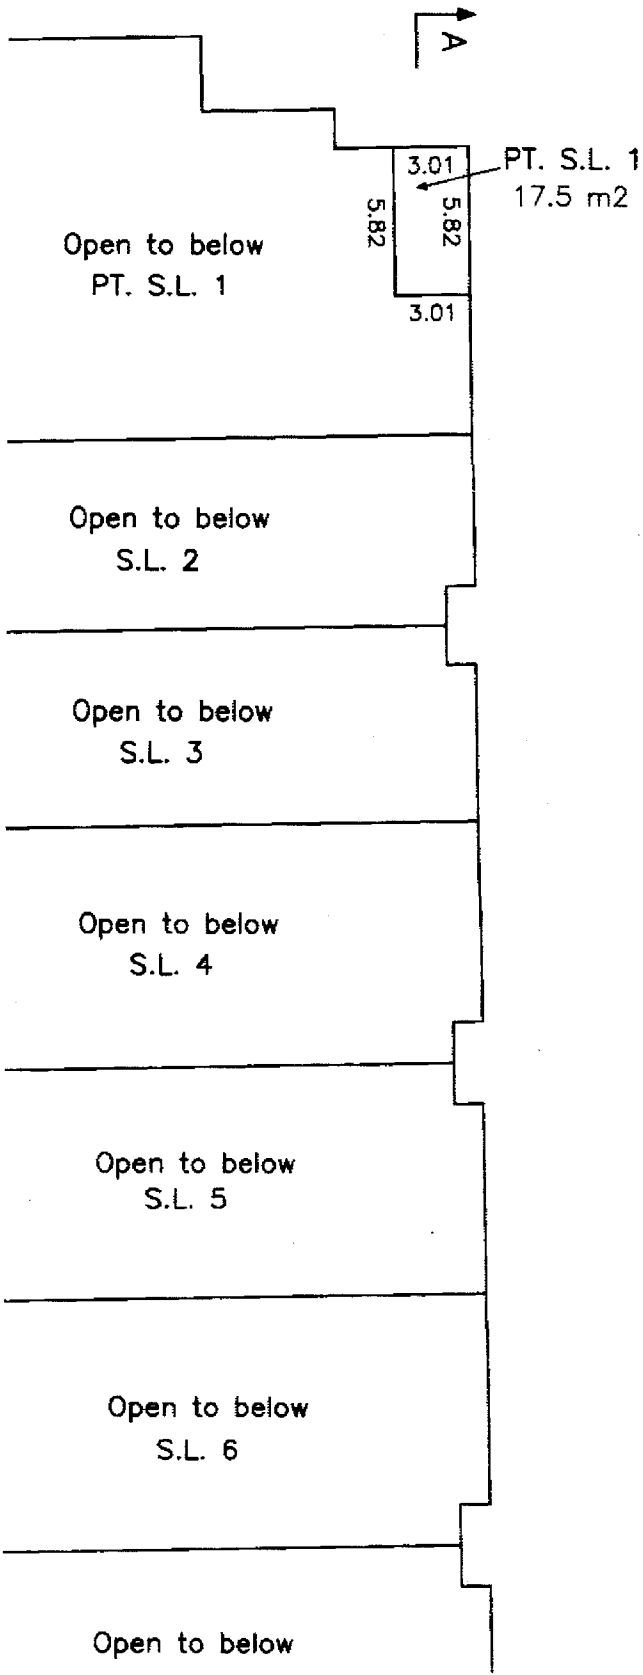 A
PT. S.L. 1
17.5 m2
3.01
5.82
5.82
3.01
Open to below
PT. S.L. 1
Open to below
S.L. 2
Open to below
S.L. 3
Open to below
S.L. 4
Open to below
S.L. 5
Open to below
S.L. 6
Open to below